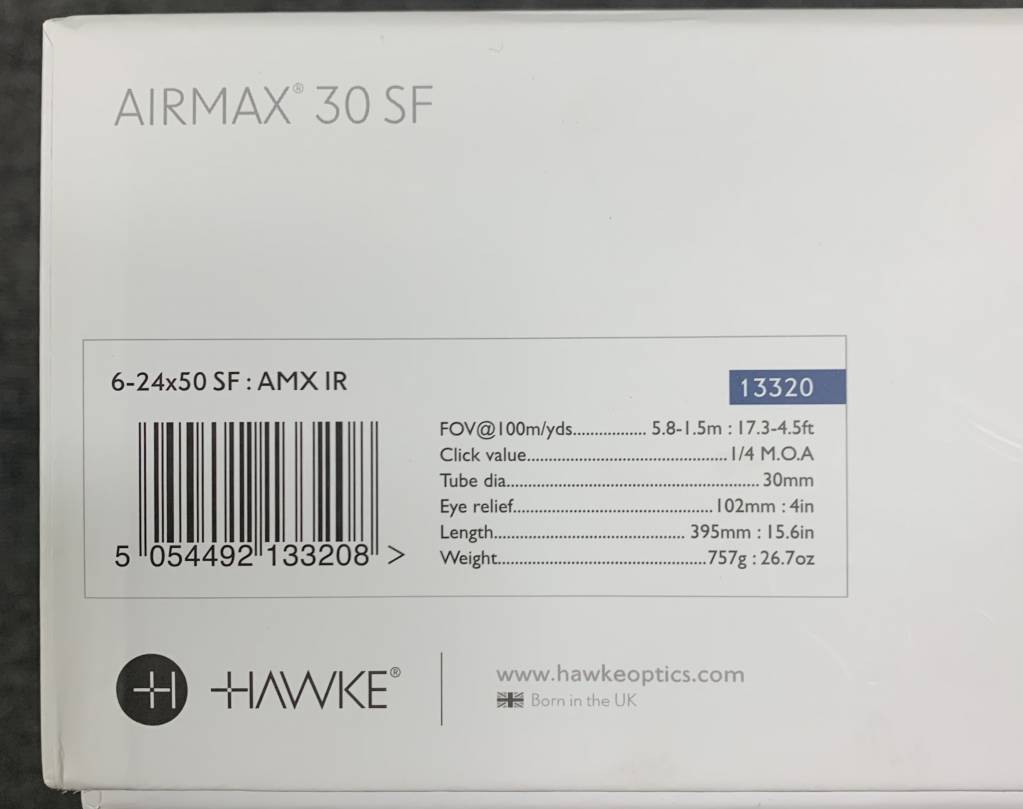 AIRMAX® 30 SF
6-24x50 SF : AMX IR
13320
FOV@100m/yds................ 5.8-1.5m : 17.3-4.5ft
Click value............................................ 1/4 M.O.A
Tube dia........................................................ 30mm
Eye relief............................................ 102mm : 4in
Length.......................................... 395mm : 15.6in
Weight..............................................757g : 26.7oz
5 054492 133208 >
HAWKE®
www.hawkeoptics.com
Born in the UK